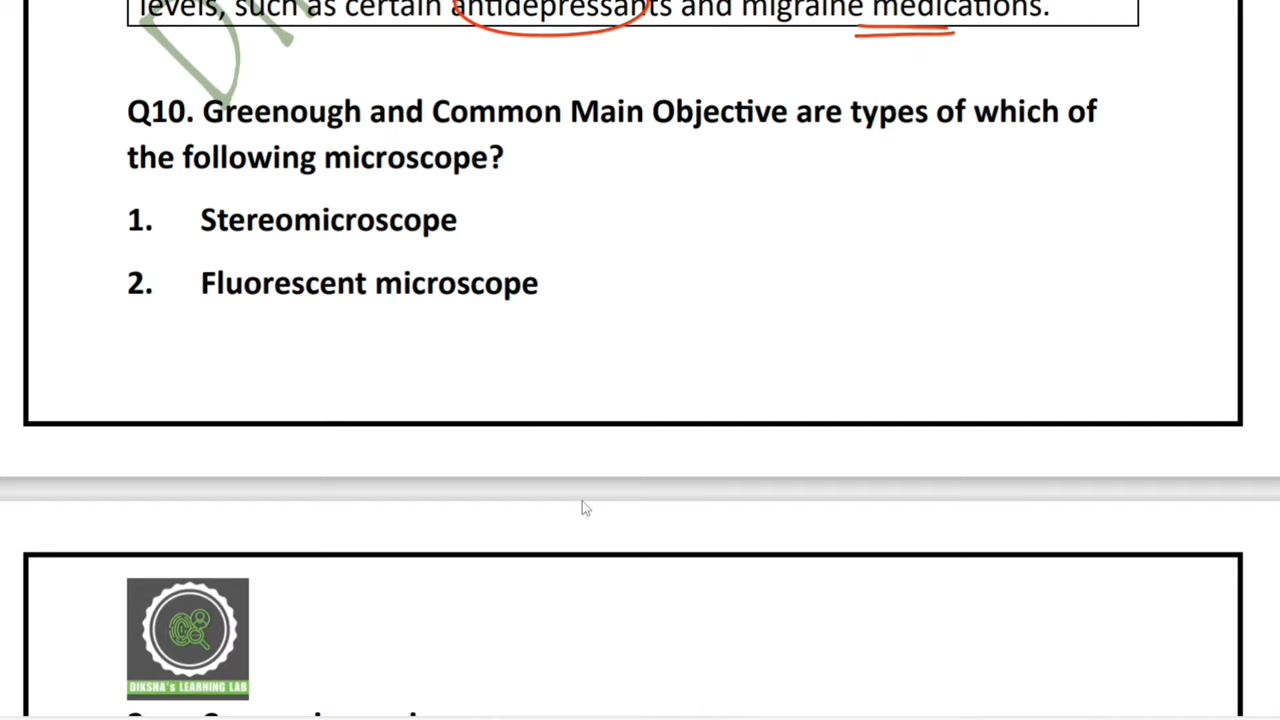 levels, such as certain antidepressants and migraine medications.
Q10. Greenough and Common Main Objective are types of which of
the following microscope?
1. Stereomicroscope
2. Fluorescent microscope
DIKSHA's LEARNING LAB